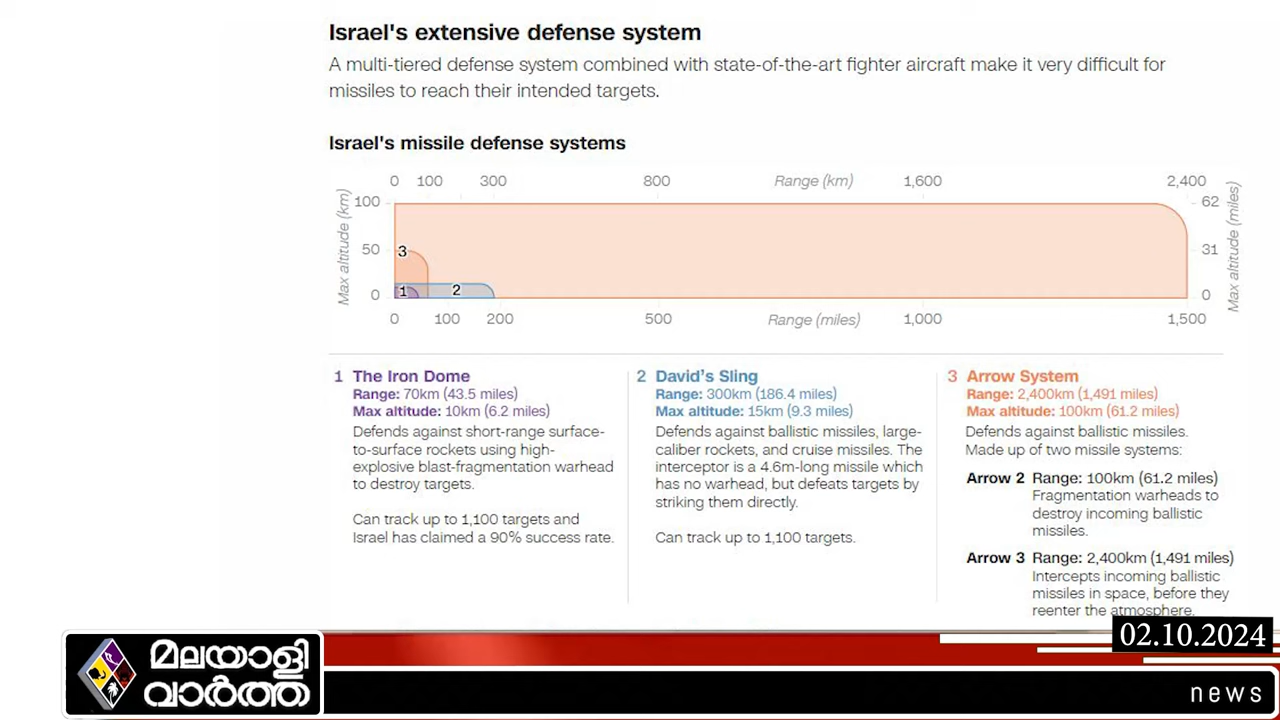 Israel's extensive defense system
A multi-tiered defense system combined with state-of-the-art fighter aircraft make it very difficult for
missiles to reach their intended targets.
Israel's missile defense systems
0 100 300 800 Range (km) 1,600 2,400
Max altitude (km)
100
50
0
3
1
2
62
31
0
Max altitude (miles)
0 100 200 500 Range (miles) 1,000 1,500
1 The Iron Dome
Range: 70km (43.5 miles)
Max altitude: 10km (6.2 miles)
Defends against short-range surface-
to-surface rockets using high-
explosive blast-fragmentation warhead
to destroy targets.
Can track up to 1,100 targets and
Israel has claimed a 90% success rate.
2 David's Sling
Range: 300km (186.4 miles)
Max altitude: 15km (9.3 miles)
Defends against ballistic missiles, large-
caliber rockets, and cruise missiles. The
interceptor is a 4.6m-long missile which
has no warhead, but defeats targets by
striking them directly.
Can track up to 1,100 targets.
3 Arrow System
Range: 2,400km (1,491 miles)
Max altitude: 100km (61.2 miles)
Defends against ballistic missiles.
Made up of two missile systems:
Arrow 2 Range: 100km (61.2 miles)
Fragmentation warheads to
destroy incoming ballistic
missiles.
Arrow 3 Range: 2,400km (1,491 miles)
Intercepts incoming ballistic
missiles in space, before they
reenter the atmosphere.
02.10.2024
മലയാളി
വാർത്ത
news